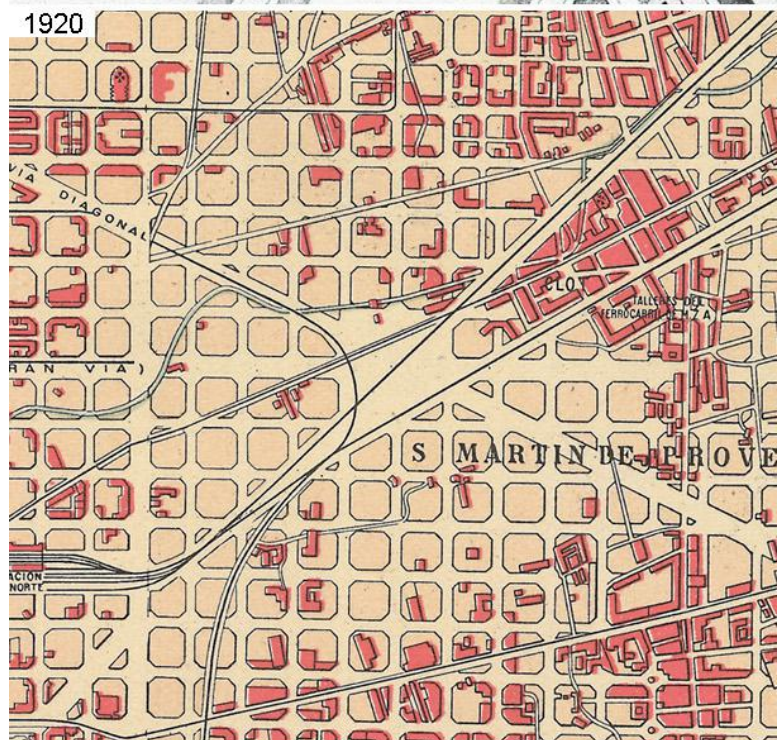 1920
VIA DIAGONAL
CLOT
TALLERES DEL
FERROCARRIL DE M.Z.A
RAN VIA)
S MARTIN DE PROVE
ACION
NORTE